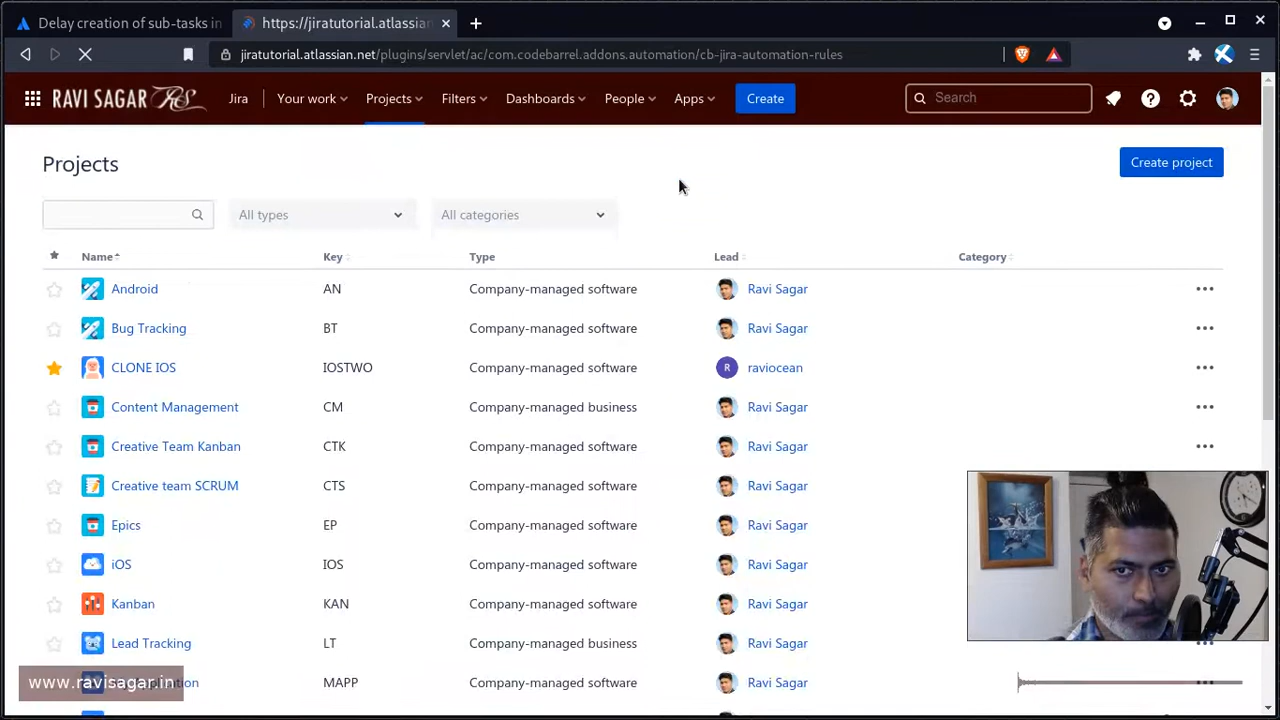 Delay creation of sub-tasks in
https://jiratutorial.atlassian
jiratutorial.atlassian.net/plugins/servlet/ac/com.codebarrel.addons.automation/cb-jira-automation-rules
RAVI SAGAR RS Jira Your work Projects Filters Dashboards People Apps Create Search
Projects
Create project
All types All categories
Name Key Type Lead Category
Android AN Company-managed software Ravi Sagar
Bug Tracking BT Company-managed software Ravi Sagar
CLONE IOS IOSTWO Company-managed software R raviocean
Content Management CM Company-managed business Ravi Sagar
Creative Team Kanban CTK Company-managed software Ravi Sagar
Creative team SCRUM CTS Company-managed software Ravi Sagar
Epics EP Company-managed software Ravi Sagar
iOS IOS Company-managed software Ravi Sagar
Kanban KAN Company-managed software Ravi Sagar
Lead Tracking LT Company-managed business Ravi Sagar
MAPP Company-managed software Ravi Sagar
www.ravisagar.in